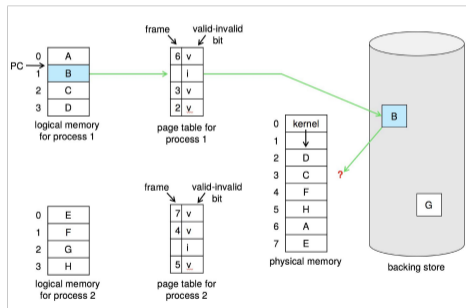 frame valid-invalid
bit
PC
0 A
1 B
2 C
3 D
logical memory
for process 1
6 v
i
3 v
2 v
page table for
process 1
0 kernel
1
2 D
3 C
4 F
5 H
6 A
7 E
physical memory
?
B
G
backing store
0 E
1 F
2 G
3 H
logical memory
for process 2
frame valid-invalid
bit
7 v
4 v
i
5 v
page table for
process 2